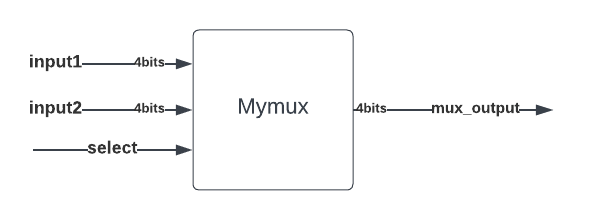 input1 4bits
input2 4bits
select
Mymux
4bits mux_output